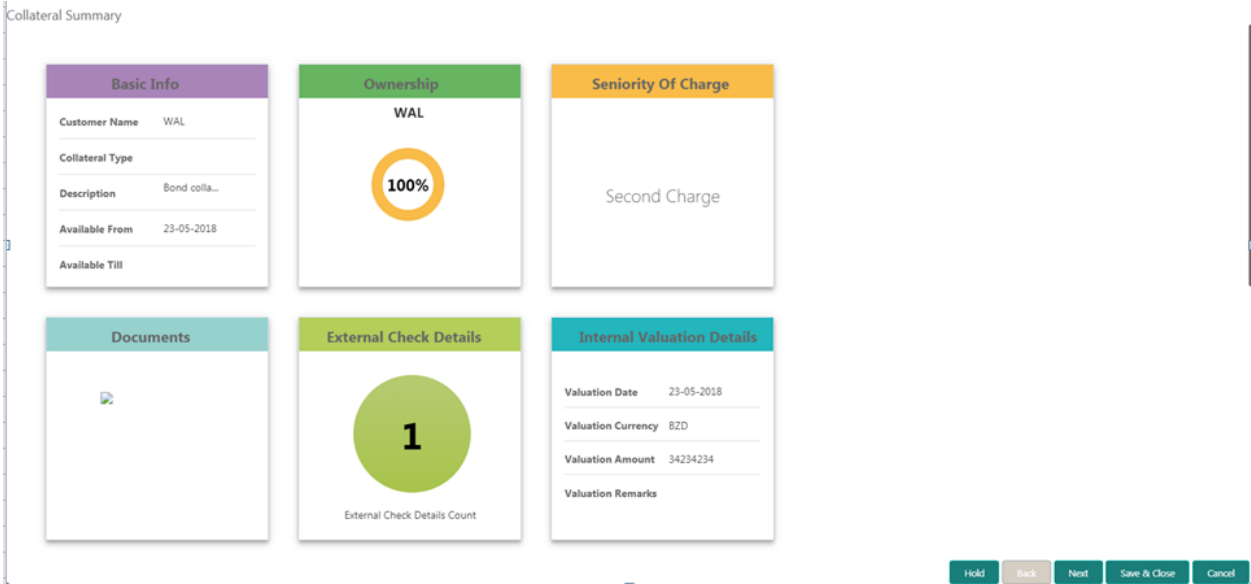 Collateral Summary
Basic Info
Customer Name WAL
Collateral Type
Description Bond colla...
Available From 23-05-2018
Available Till
Ownership
WAL
100%
Seniority Of Charge
Second Charge
Documents
External Check Details
1
External Check Details Count
Internal Valuation Details
Valuation Date 23-05-2018
Valuation Currency BZD
Valuation Amount 34234234
Valuation Remarks
Hold Back Next Save & Close Cancel